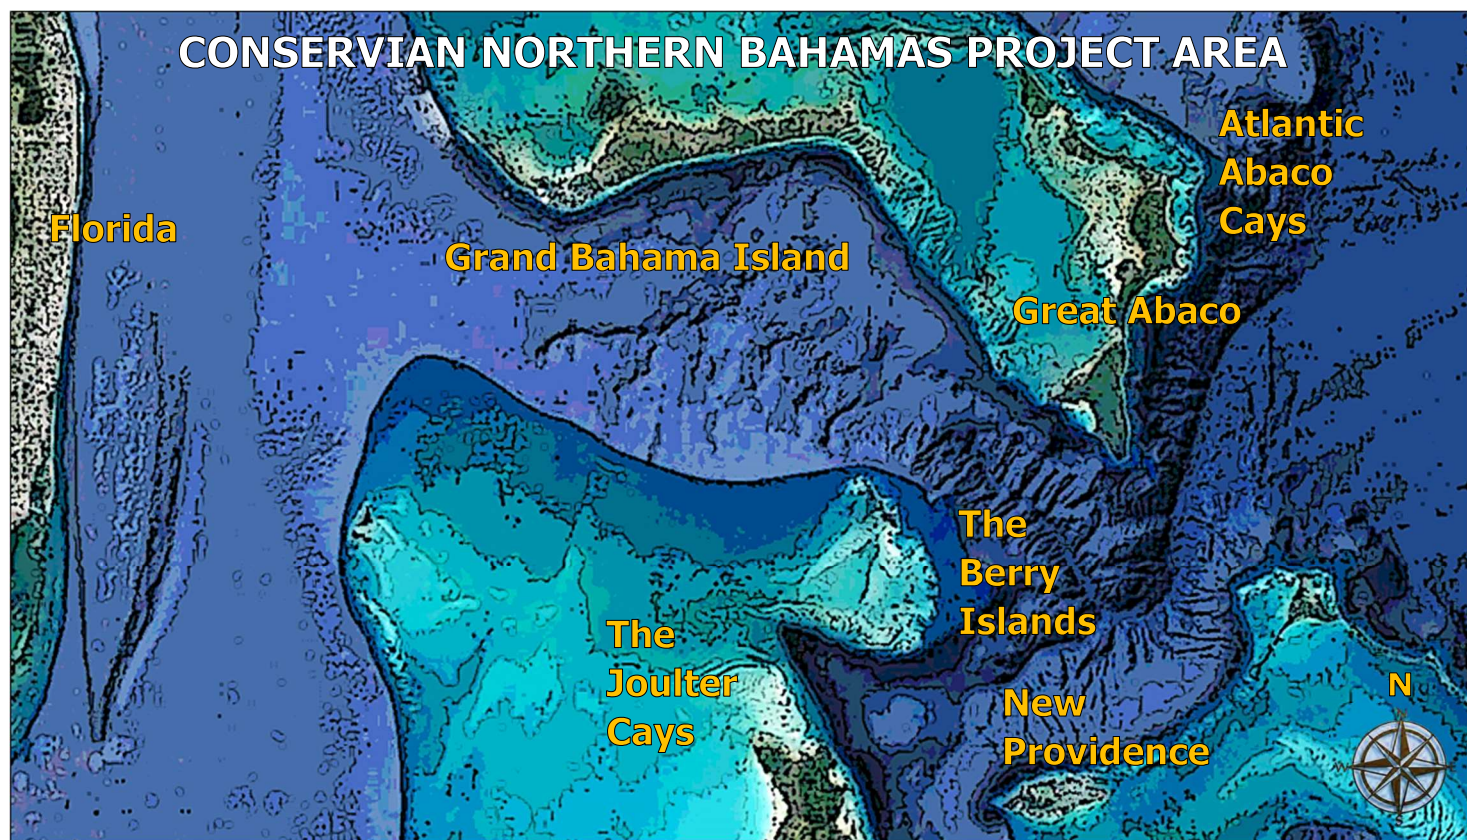 CONSERVIAN NORTHERN BAHAMAS PROJECT AREA
Atlantic
Abaco
Cays
Florida
Grand Bahama Island
Great Abaco
The
Berry
Islands
The
Joulter
Cays
New
Providence
N